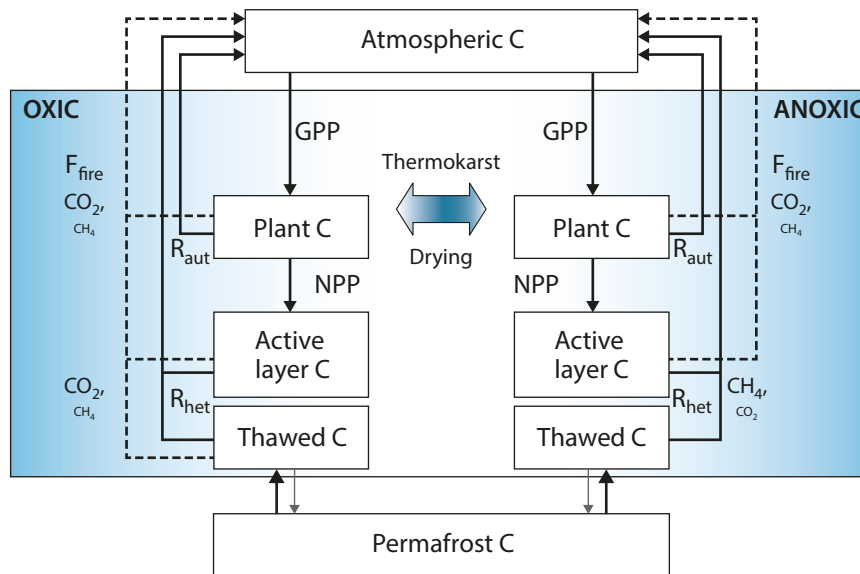 Atmospheric C
OXIC
ANOXIC
GPP
GPP
F_fire
CO₂,
CH₄
Thermokarst
F_fire
CO₂,
CH₄
Plant C
Plant C
R_aut
Drying
R_aut
NPP
NPP
Active
layer C
Active
layer C
CO₂,
CH₄
R_het
R_het
CH₄,
CO₂
Thawed C
Thawed C
Permafrost C